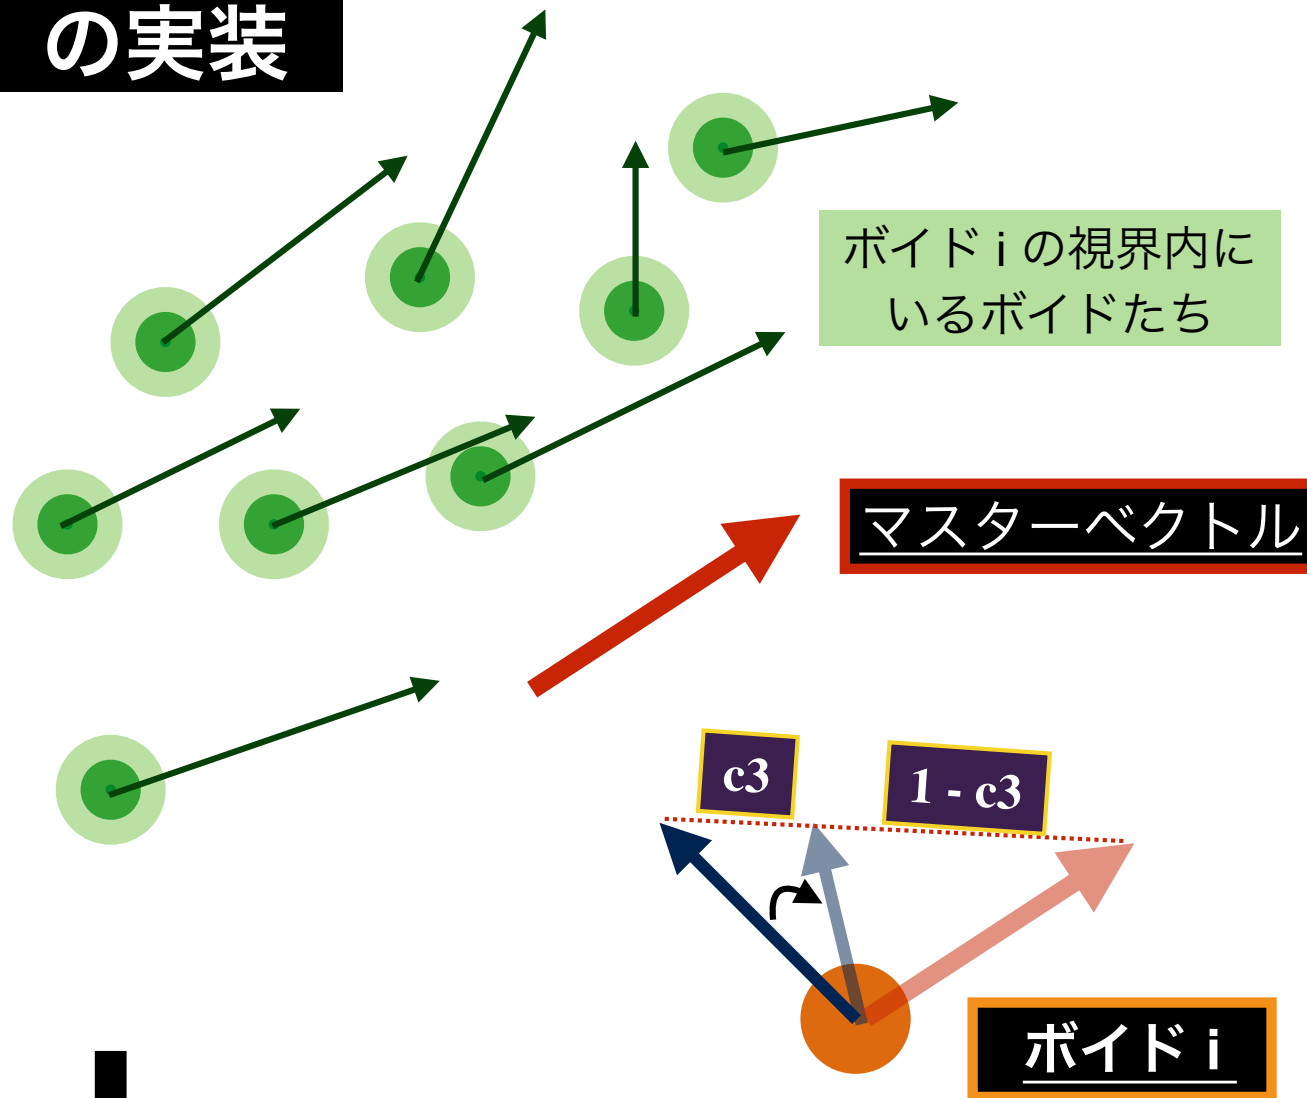 の実装
ボイド i の視界内に
いるボイドたち
マスターベクトル
c3
1 - c3
ボイド i